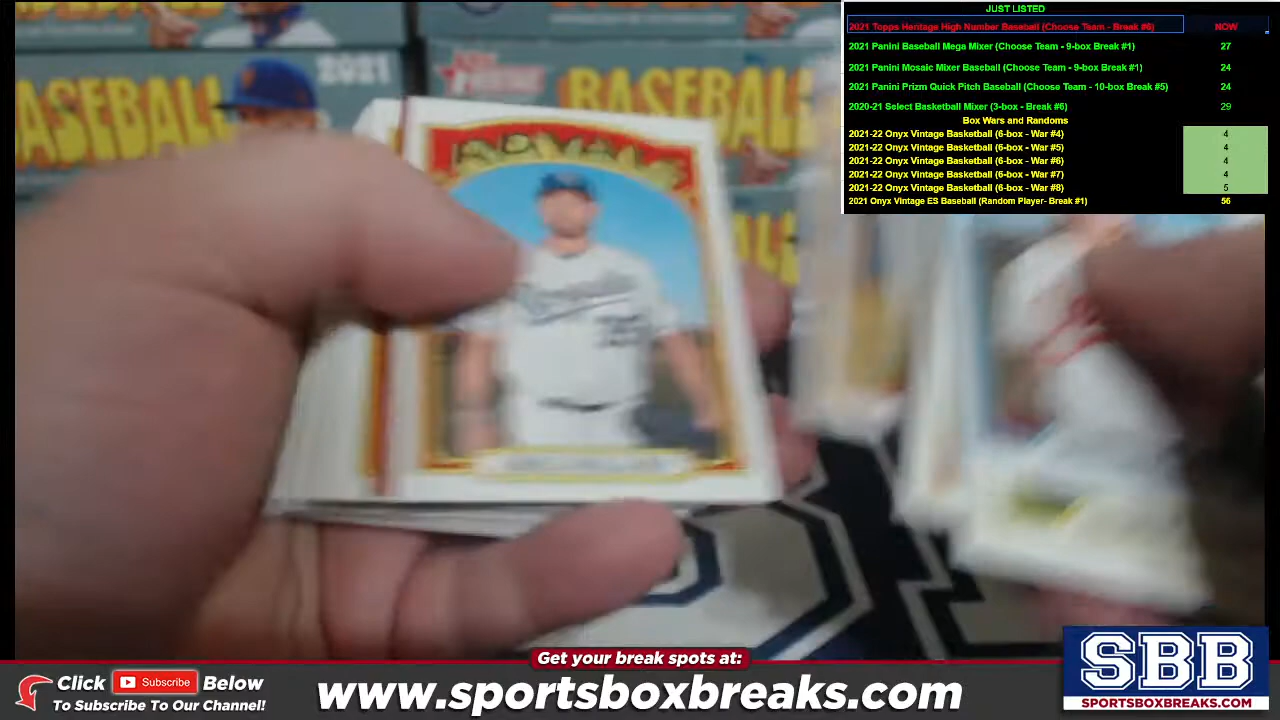 JUST LISTED
2021 Topps Heritage High Number Baseball (Choose Team - Break #6) NOW
2021 Panini Baseball Mega Mixer (Choose Team - 9-box Break #1) 27
2021 Panini Mosaic Mixer Baseball (Choose Team - 9-box Break #1) 24
2021 Panini Prizm Quick Pitch Baseball (Choose Team - 10-box Break #5) 24
2020-21 Select Basketball Mixer (3-box - Break #6) 29
Box Wars and Randoms
2021-22 Onyx Vintage Basketball (6-box - War #4) 4
2021-22 Onyx Vintage Basketball (6-box - War #5) 4
2021-22 Onyx Vintage Basketball (6-box - War #6) 4
2021-22 Onyx Vintage Basketball (6-box - War #7) 4
2021-22 Onyx Vintage Basketball (6-box - War #8) 5
2021 Onyx Vintage ES Baseball (Random Player- Break #1) 56
BASEBALL
ROYALS
Get your break spots at:
Click Subscribe Below
To Subscribe To Our Channel!
www.sportsboxbreaks.com
SBB
SPORTSBOXBREAKS.COM